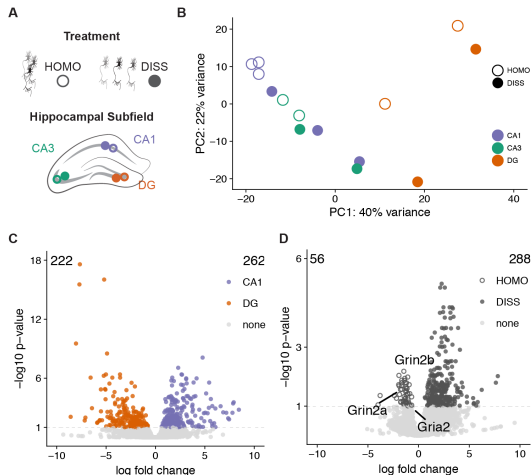 A
Treatment
HOMO
DISS
Hippocampal Subfield
CA3
CA1
DG
B
PC2: 22% variance
20
10
0
−10
−20
−20
0
20
40
PC1: 40% variance
HOMO
DISS
CA1
CA3
DG
C
−log10 p−value
18
12
6
1
222
262
CA1
DG
none
−10
−5
0
5
10
log fold change
D
−log10 p−value
6
3
1
56
288
HOMO
DISS
none
Grin2b
Grin2a
Gria2
−10
−5
0
5
10
log fold change